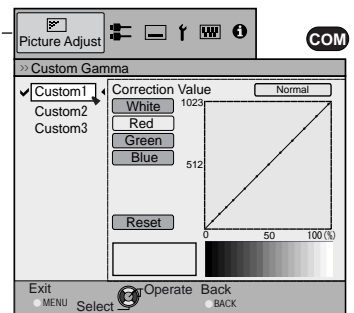 Picture Adjust
COM
>> Custom Gamma
Custom1
Custom2
Custom3
Correction Value
Normal
White
Red
Green
Blue
Reset
1023
512
0
50
100 (%)
Exit
MENU
Select
Operate
Back
BACK